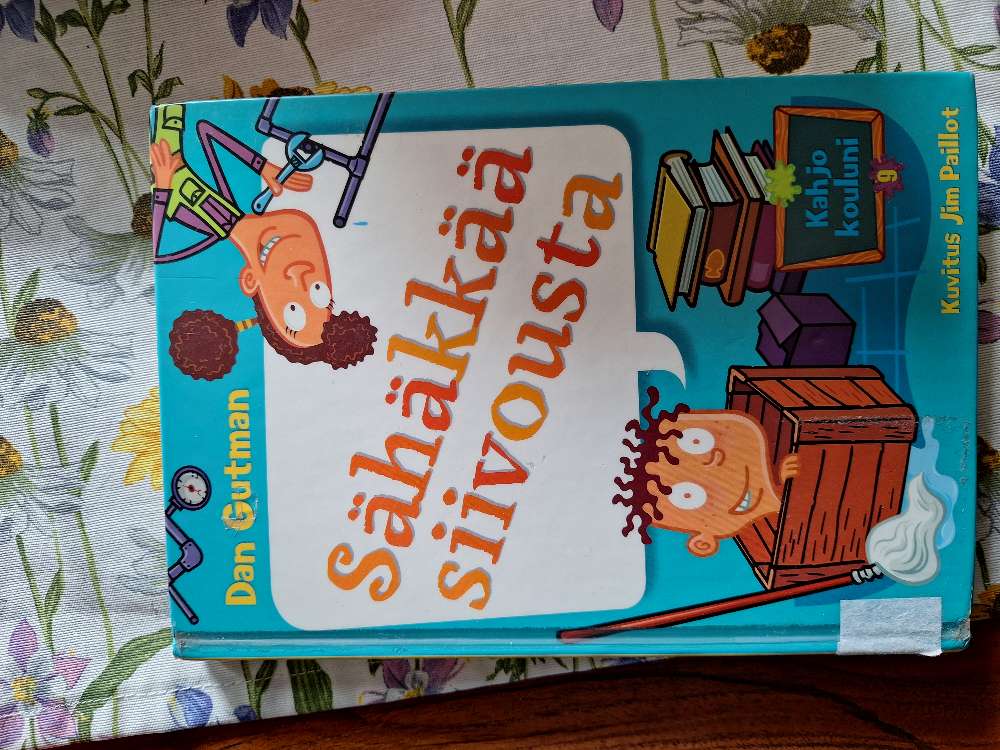 Dan Gutman
Sähäkkää
siivousta
Kahjo
kouluni
9
Kuvitus Jim Paillot